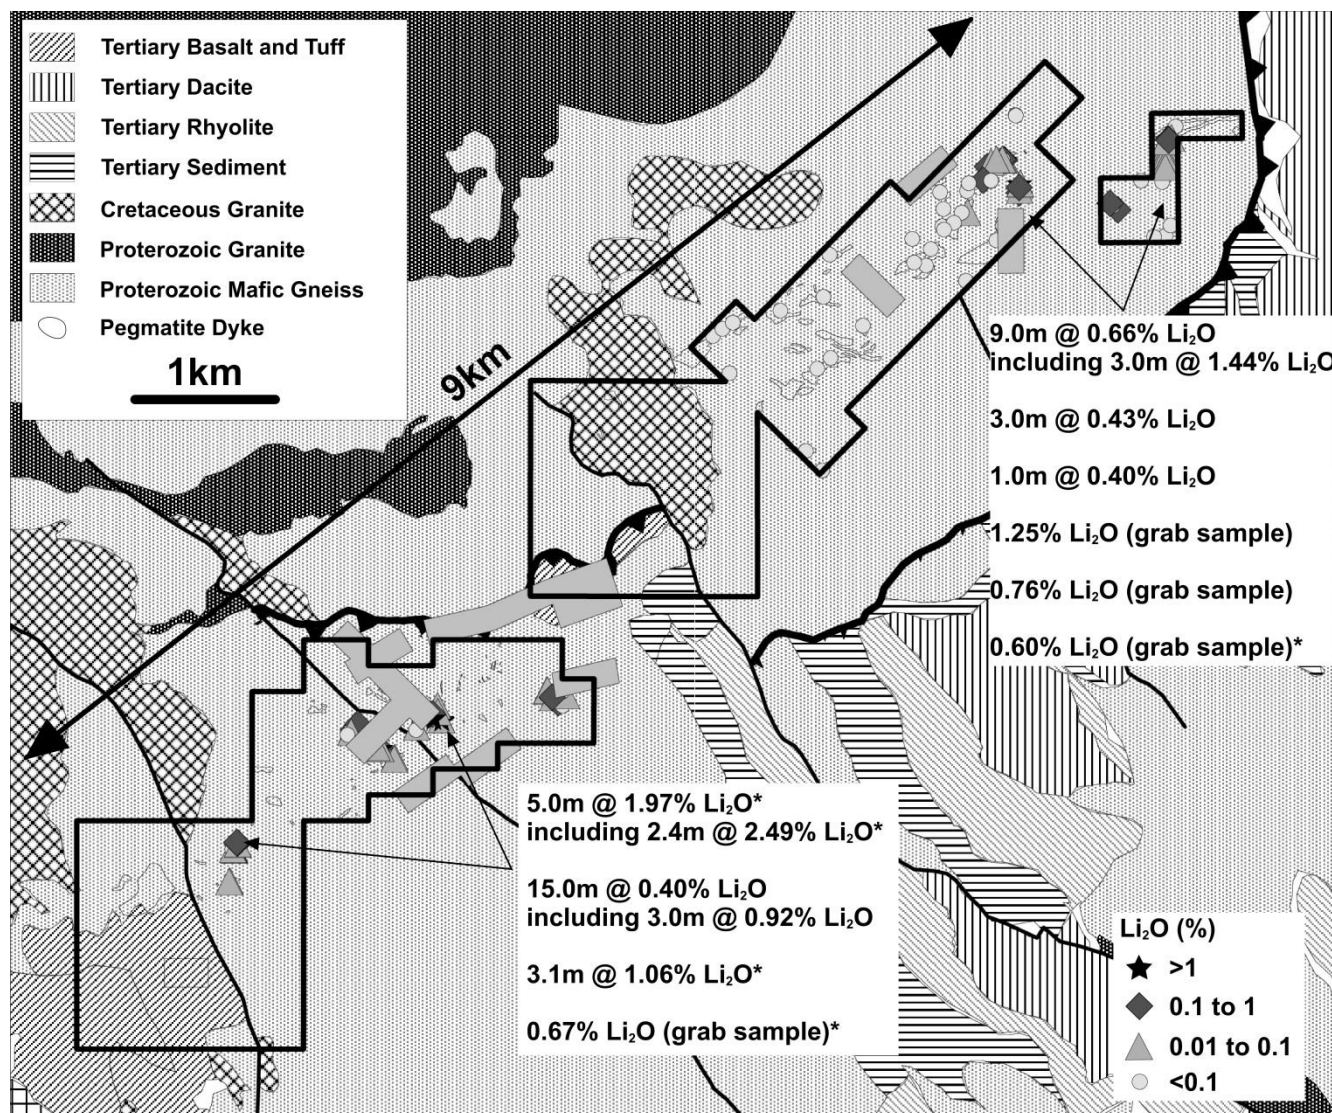 Tertiary Basalt and Tuff
Tertiary Dacite
Tertiary Rhyolite
Tertiary Sediment
Cretaceous Granite
Proterozoic Granite
Proterozoic Mafic Gneiss
Pegmatite Dyke
1km
9km
9.0m @ 0.66% Li₂O
including 3.0m @ 1.44% Li₂O
3.0m @ 0.43% Li₂O
1.0m @ 0.40% Li₂O
1.25% Li₂O (grab sample)
0.76% Li₂O (grab sample)
0.60% Li₂O (grab sample)*
5.0m @ 1.97% Li₂O*
including 2.4m @ 2.49% Li₂O*
15.0m @ 0.40% Li₂O
including 3.0m @ 0.92% Li₂O
3.1m @ 1.06% Li₂O*
0.67% Li₂O (grab sample)*
Li₂O (%)
>1
0.1 to 1
0.01 to 0.1
<0.1